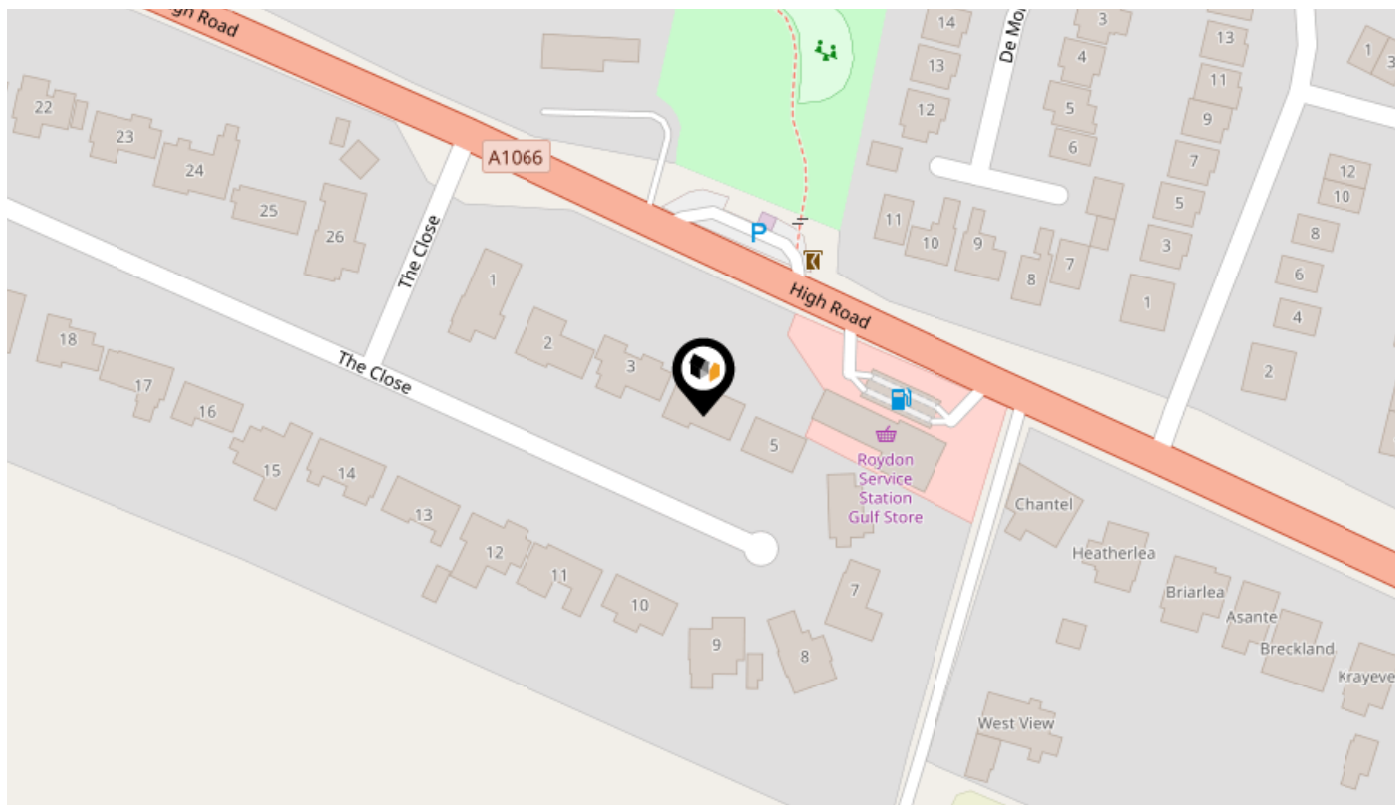 gh Road
14
3
13
De Mo
13
4
1
3
11
22
12
5
9
23
A1066
6
7
24
12
10
25
11
5
26
P
10
9
3
8
The Close
7
8
6
1
High Road
1
4
2
18
3
The Close
2
17
16
5
15
14
Roydon
Service
Station
Gulf Store
13
Chantel
12
Heatherlea
11
Briarlea
7
10
Asante
9
8
Breckland
Krayeve
West View